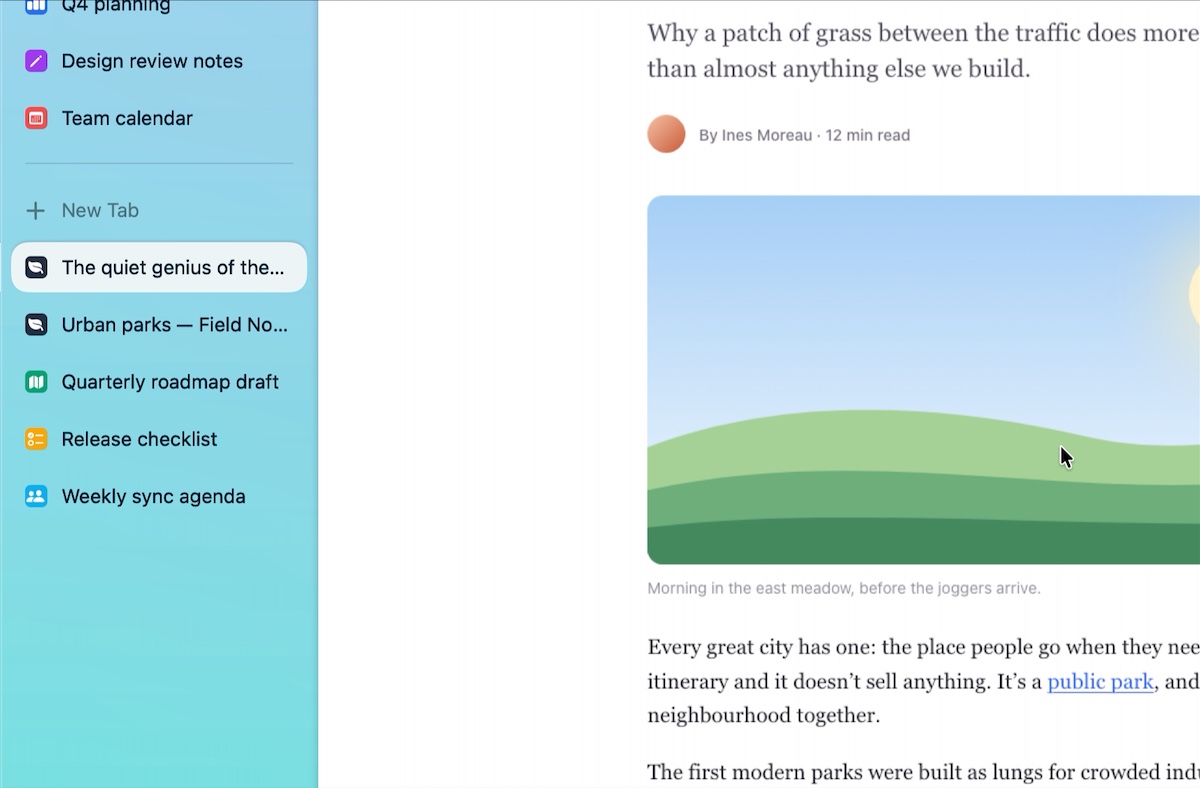 Q4 planning
Design review notes
Team calendar
New Tab
The quiet genius of the...
Urban parks — Field No...
Quarterly roadmap draft
Release checklist
Weekly sync agenda
Why a patch of grass between the traffic does more
than almost anything else we build.
By Ines Moreau · 12 min read
Morning in the east meadow, before the joggers arrive.
Every great city has one: the place people go when they
itinerary and it doesn’t sell anything. It’s a public park, and
neighbourhood together.
The first modern parks were built as lungs for crowded